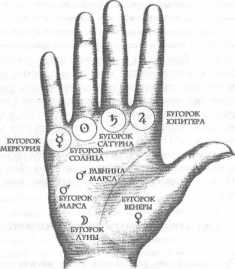 БУГОРОК
ЮПИТЕРА
БУГОРОК
МЕРКУРИЯ
БУГОРОК
САТУРНА
БУГОРОК
СОЛНЦА
РАВНИНА
МАРСА
БУГОРОК
МАРСА
БУГОРОК
ВЕНЕРЫ
БУГОРОК
ЛУНЫ